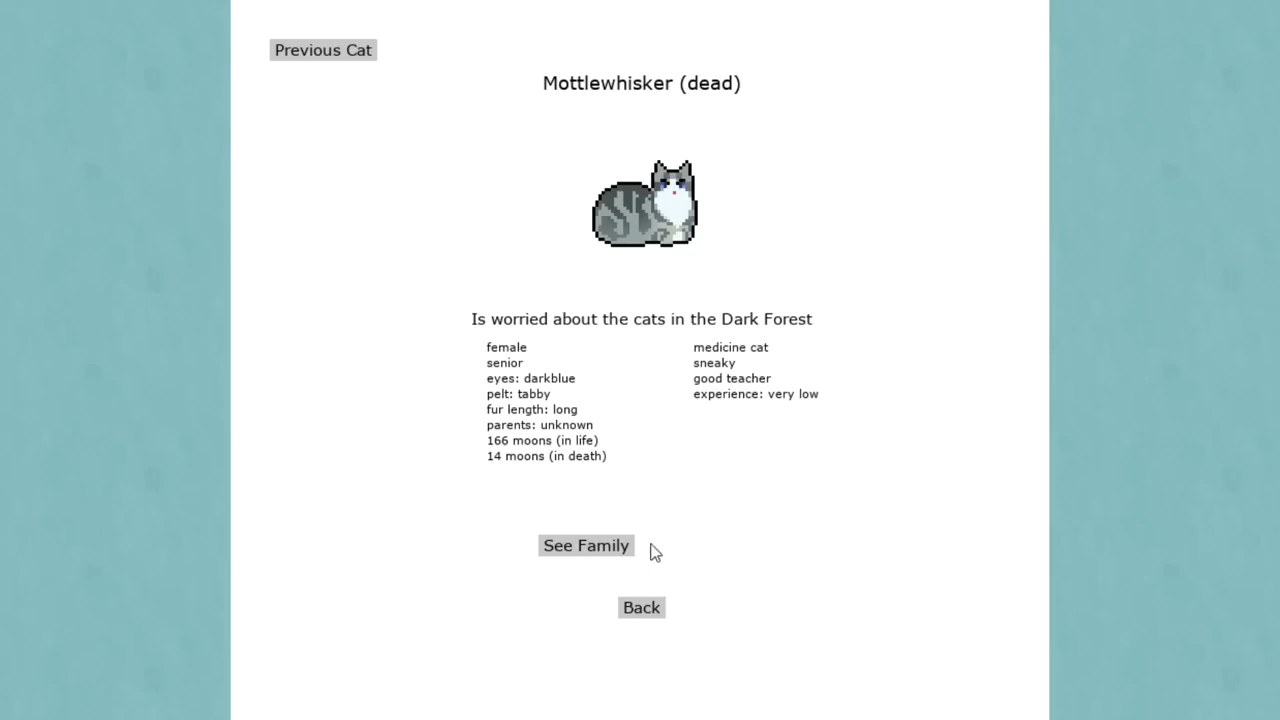 Previous Cat
Mottlewhisker (dead)
Is worried about the cats in the Dark Forest
female
senior
eyes: darkblue
pelt: tabby
fur length: long
parents: unknown
166 moons (in life)
14 moons (in death)
medicine cat
sneaky
good teacher
experience: very low
See Family
Back